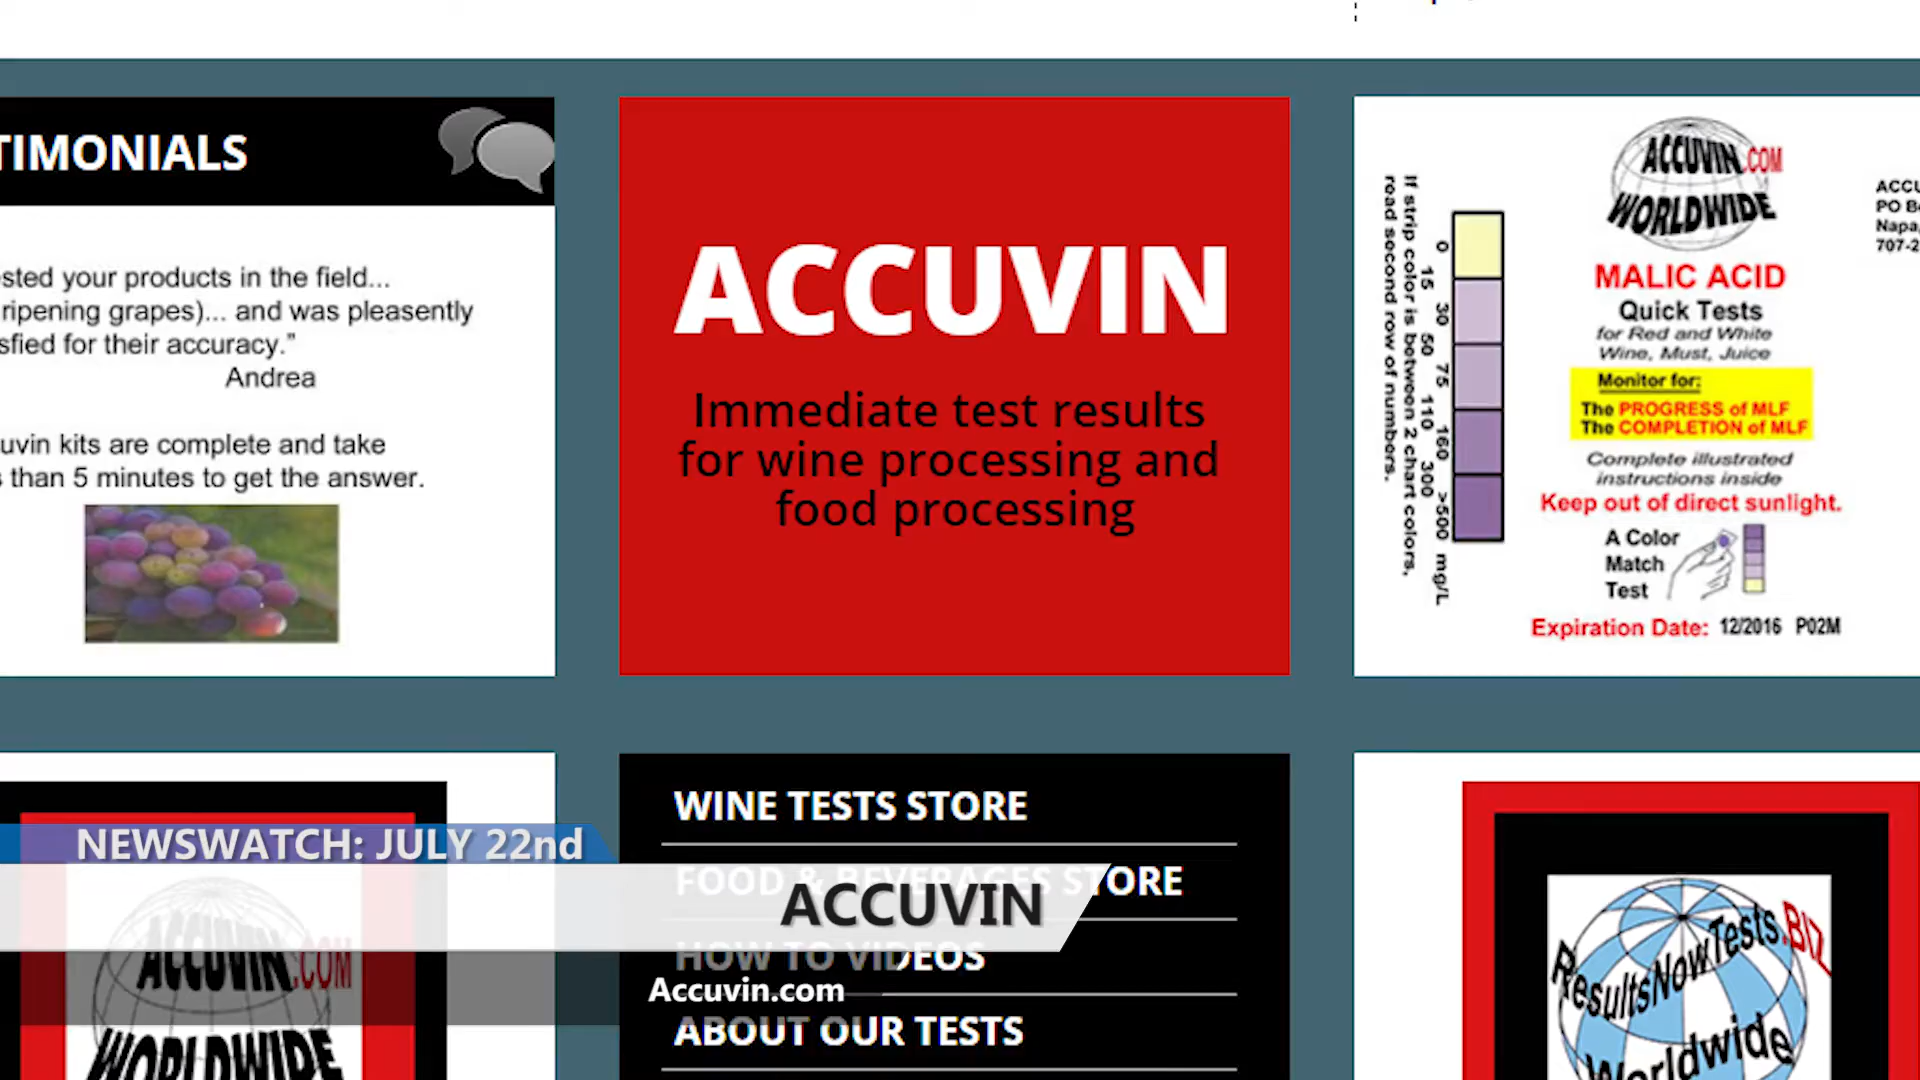 TIMONIALS
sted your products in the field...
ripening grapes)... and was pleasently
sfied for their accuracy."
Andrea
uvin kits are complete and take
s than 5 minutes to get the answer.
ACCUVIN
Immediate test results
for wine processing and
food processing
If strip color is between 2 chart colors,
read second row of numbers.
0 30 75 160 >500 mg/L
15 50 110 300
ACCUVIN.COM
WORLDWIDE
MALIC ACID
Quick Tests
for Red and White
Wine, Must, Juice
Monitor for:
The PROGRESS of MLF
The COMPLETION of MLF
Complete illustrated
instructions inside
Keep out of direct sunlight.
A Color
Match
Test
Expiration Date: 12/2016 P02M
ACCU
PO B
Napa,
707-2
WINE TESTS STORE
FOOD & BEVERAGES STORE
HOW TO VIDEOS
ABOUT OUR TESTS
NEWSWATCH: JULY 22nd
ACCUVIN
Accuvin.com
ACCUVIN.COM
WORLDWIDE
ResultsNowTests.BIZ
Worldwide